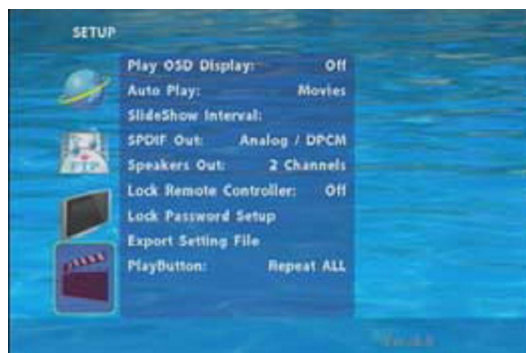 SETUP
Play OSD Display: Off
Auto Play: Movies
SlideShow Interval:
SPDIF Out: Analog / DPCM
Speakers Out: 2 Channels
Lock Remote Controller: Off
Lock Password Setup
Export Setting File
PlayButton: Repeat ALL
FTP